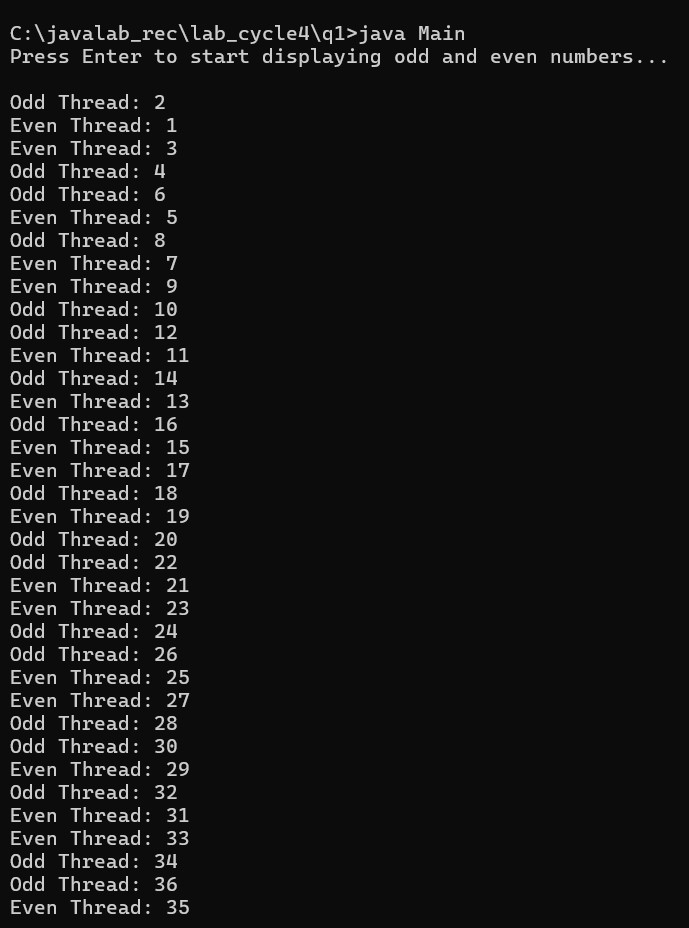 C:\javalab_rec\lab_cycle4\q1>java Main
Press Enter to start displaying odd and even numbers...
Odd Thread: 2
Even Thread: 1
Even Thread: 3
Odd Thread: 4
Odd Thread: 6
Even Thread: 5
Odd Thread: 8
Even Thread: 7
Even Thread: 9
Odd Thread: 10
Odd Thread: 12
Even Thread: 11
Odd Thread: 14
Even Thread: 13
Odd Thread: 16
Even Thread: 15
Even Thread: 17
Odd Thread: 18
Even Thread: 19
Odd Thread: 20
Odd Thread: 22
Even Thread: 21
Even Thread: 23
Odd Thread: 24
Odd Thread: 26
Even Thread: 25
Even Thread: 27
Odd Thread: 28
Odd Thread: 30
Even Thread: 29
Odd Thread: 32
Even Thread: 31
Even Thread: 33
Odd Thread: 34
Odd Thread: 36
Even Thread: 35